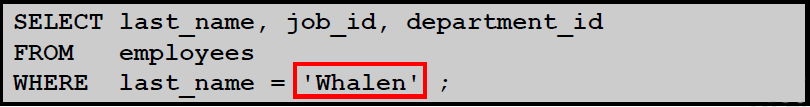 SELECT last_name, job_id, department_id
FROM   employees
WHERE  last_name = 'Whalen' ;